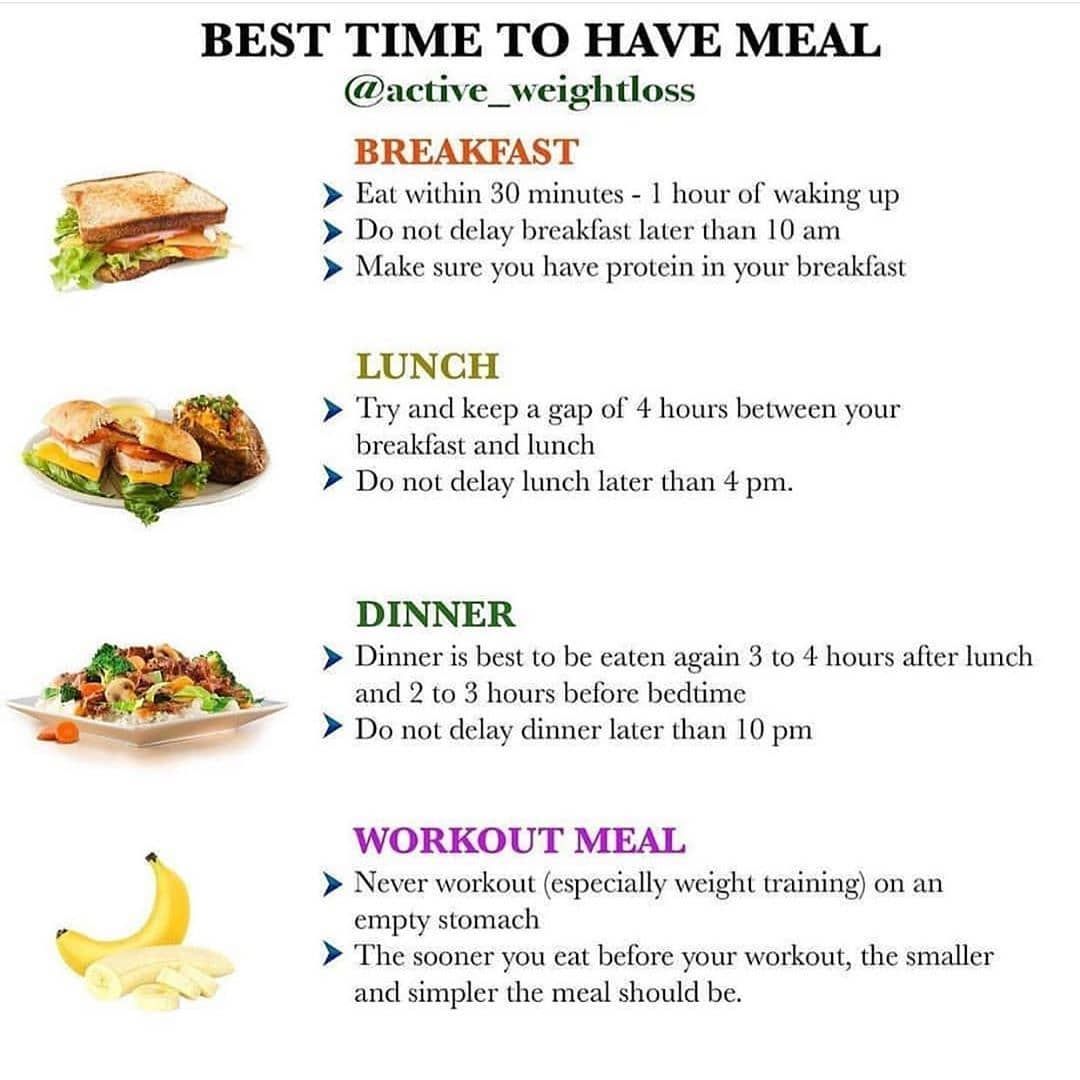 BEST TIME TO HAVE MEAL
@active_weightloss
BREAKFAST
Eat within 30 minutes - 1 hour of waking up
Do not delay breakfast later than 10 am
Make sure you have protein in your breakfast
LUNCH
Try and keep a gap of 4 hours between your
breakfast and lunch
Do not delay lunch later than 4 pm.
DINNER
Dinner is best to be eaten again 3 to 4 hours after lunch
and 2 to 3 hours before bedtime
Do not delay dinner later than 10 pm
WORKOUT MEAL
Never workout (especially weight training) on an
empty stomach
The sooner you eat before your workout, the smaller
and simpler the meal should be.